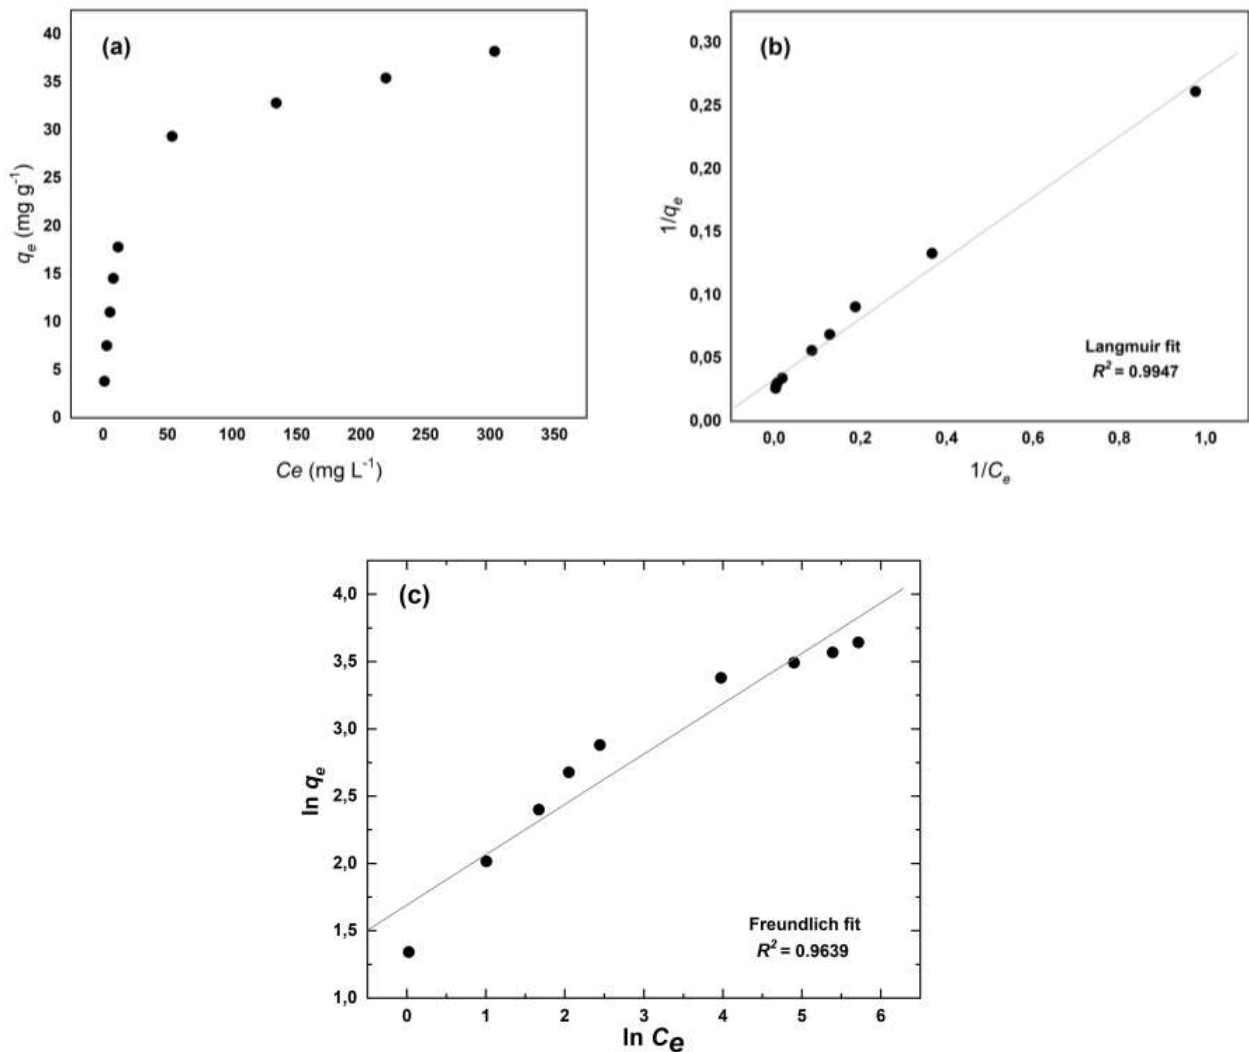 (a)
40
35
30
25
20
15
10
5
0
q_e (mg g⁻¹)
0 50 100 150 200 250 300 350
Ce (mg L⁻¹)
(b)
0,30
0,25
0,20
0,15
0,10
0,05
0,00
1/q_e
Langmuir fit
R² = 0.9947
0,0 0,2 0,4 0,6 0,8 1,0
1/C_e
(c)
4,0
3,5
3,0
2,5
2,0
1,5
1,0
ln q_e
Freundlich fit
R² = 0.9639
0 1 2 3 4 5 6
ln C_e